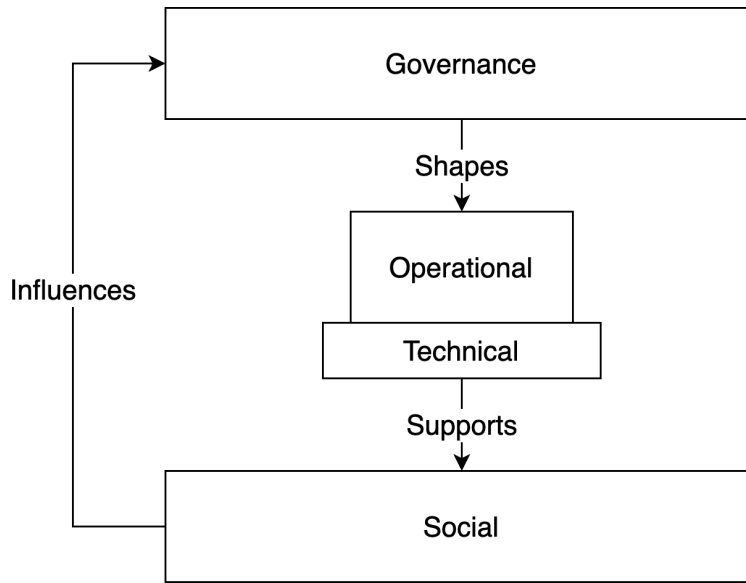 Governance
Shapes
Operational
Influences
Technical
Supports
Social